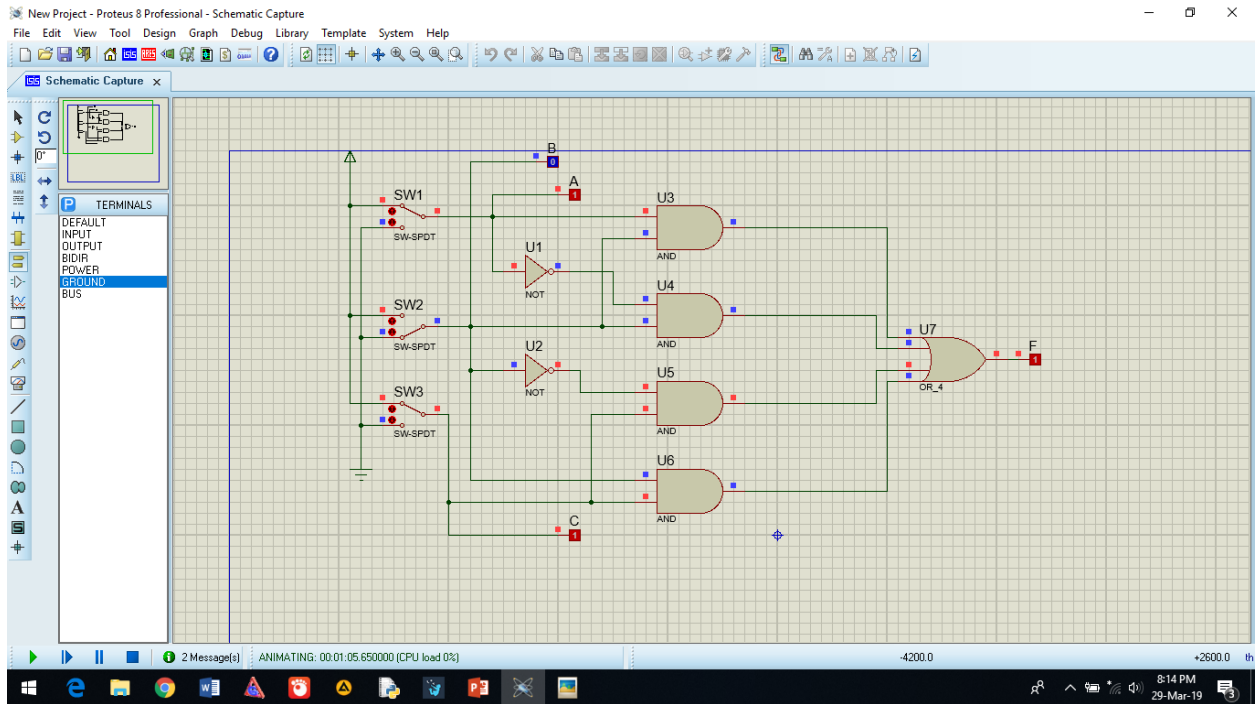 New Project - Proteus 8 Professional - Schematic Capture
File Edit View Tool Design Graph Debug Library Template System Help
Schematic Capture x
0°
P TERMINALS
DEFAULT
INPUT
OUTPUT
BIDIR
POWER
GROUND
BUS
B
0
A
1
SW1
SW-SPDT
U3
AND
U1
NOT
U4
AND
SW2
SW-SPDT
U2
NOT
U7
OR_4
F
1
U5
AND
SW3
SW-SPDT
U6
AND
C
1
2 Message(s)
ANIMATING: 00:01:05.650000 (CPU load 0%)
-4200.0
+2600.0 th
8:14 PM
29-Mar-19
3